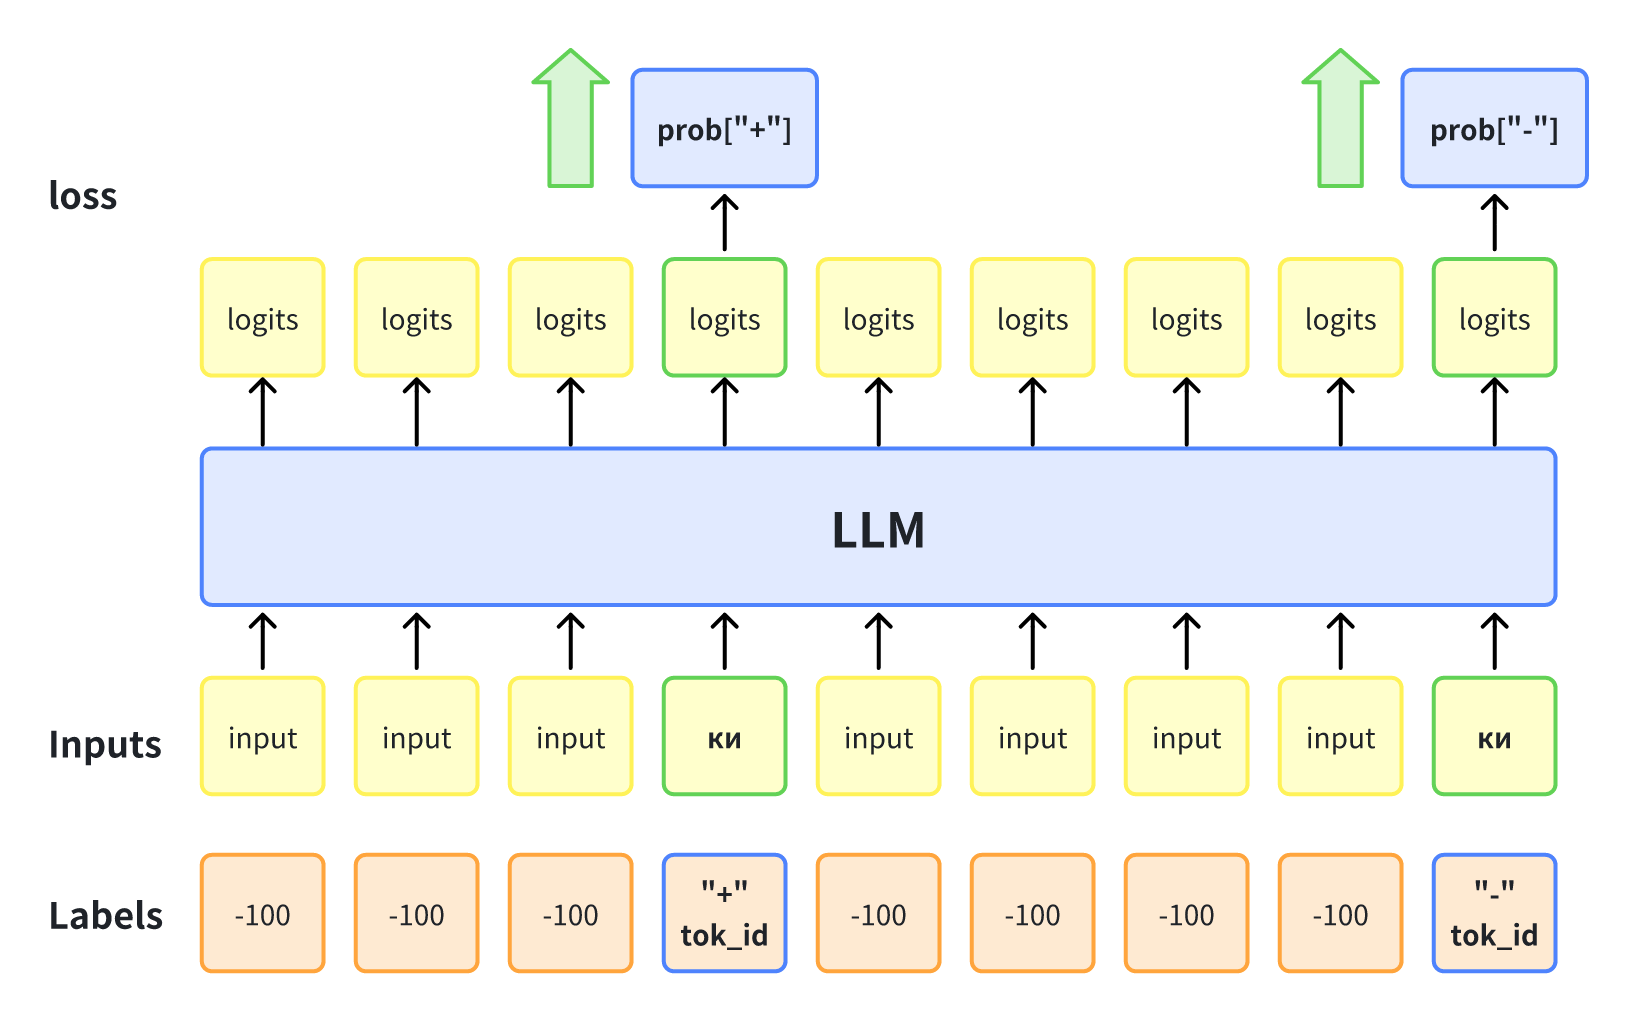 prob["+"]
prob["-"]
loss
logits logits logits logits logits logits logits logits logits
LLM
Inputs input input input ки input input input input ки
Labels -100 -100 -100 "+" tok_id -100 -100 -100 -100 "-" tok_id